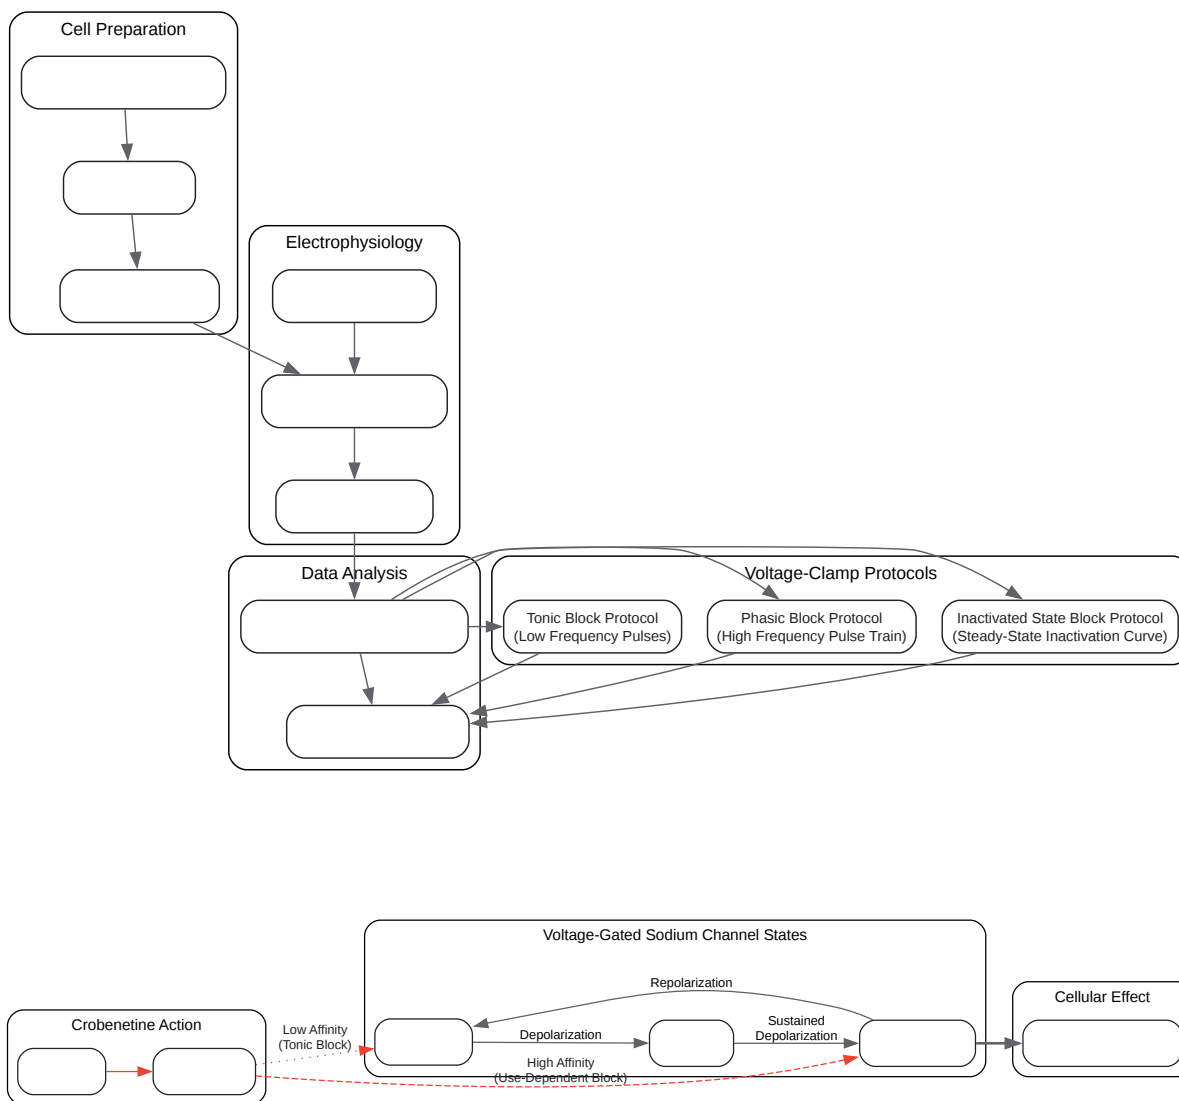 Cell Preparation
Electrophysiology
Data Analysis
Voltage-Clamp Protocols
Tonic Block Protocol
(Low Frequency Pulses)
Phasic Block Protocol
(High Frequency Pulse Train)
Inactivated State Block Protocol
(Steady-State Inactivation Curve)
Voltage-Gated Sodium Channel States
Repolarization
Cellular Effect
Crobenetine Action
Low Affinity
(Tonic Block)
Depolarization
Sustained
Depolarization
High Affinity
(Use-Dependent Block)